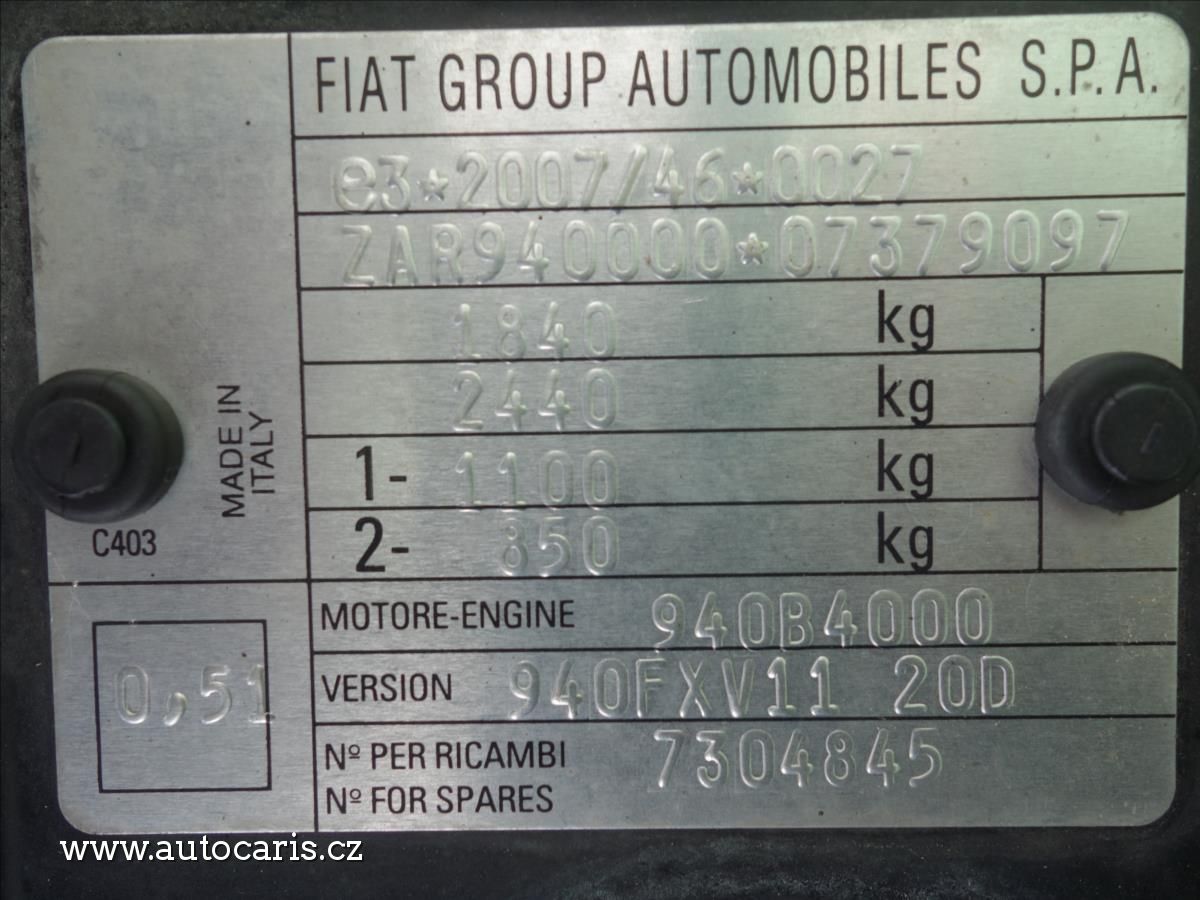 FIAT GROUP AUTOMOBILES S.P.A.
e3*2007/46*0027
ZAR940000*07379097
1840 kg
2440 kg
1- 1100 kg
2- 850 kg
MADE IN
ITALY
C403
0,51
MOTORE-ENGINE 940B4000
VERSION 940FXV11 20D
Nº PER RICAMBI 7304845
Nº FOR SPARES
www.autocaris.cz